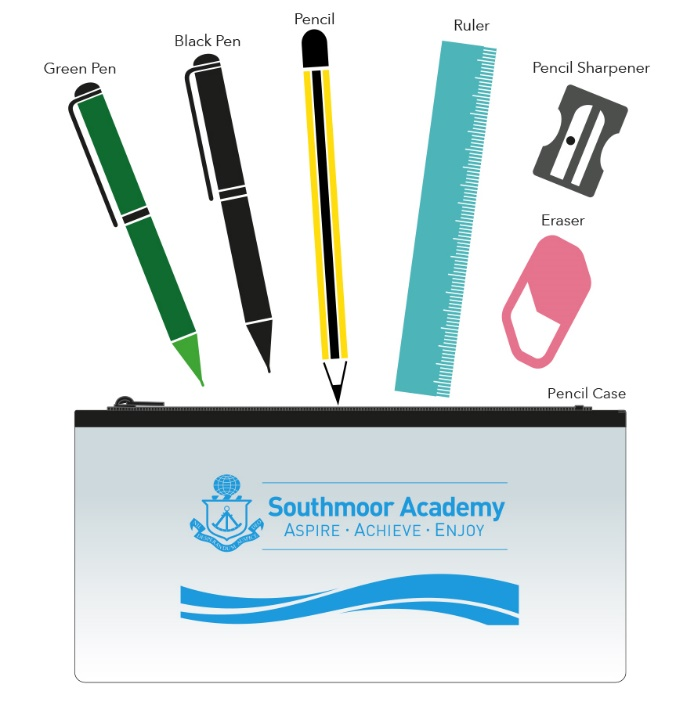 Pencil
Ruler
Black Pen
Green Pen
Pencil Sharpener
Eraser
Pencil Case
Southmoor Academy
ASPIRE · ACHIEVE · ENJOY